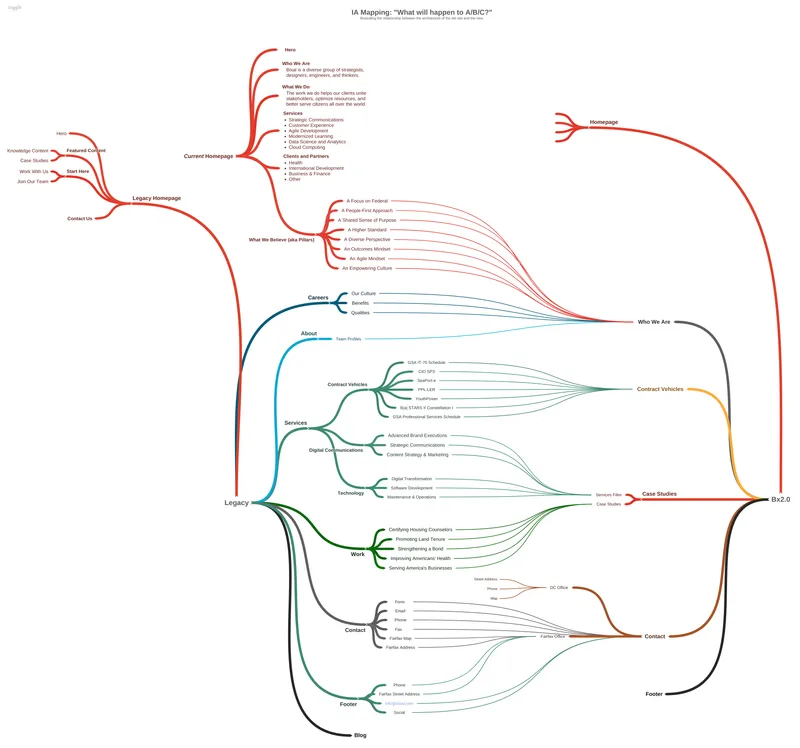 IA Mapping: "What will happen to A/B/C?"
Illustrating the relationship between the architecture of the old site and the new.
Legacy
Legacy Homepage
Hero
Featured Content
Knowledge Content
Case Studies
Start Here
Work With Us
Join Our Team
Contact Us
Current Homepage
Hero
Who We Are
Boat is a diverse group of strategists,
designers, engineers, and thinkers.
What We Do
The work we do helps our clients unite
stakeholders, optimize resources, and
better serve citizens all over the world
Services
Strategic Communications
Customer Experience
Agile Development
Modernized Learning
Data Science and Analytics
Cloud Computing
Clients and Partners
Health
International Development
Business & Finance
Other
What We Believe (aka Pillars)
A Focus on Federal
A People-First Approach
A Shared Sense of Purpose
A Higher Standard
A Diverse Perspective
An Outcomes Mindset
An Agile Mindset
An Empowering Culture
Careers
Our Culture
Benefits
Qualities
About
Team Profiles
Services
Contract Vehicles
GSA IT-70 Schedule
CIO SP3
SeaPort-e
PPL LER
YouthPower
8(a) STARS II Constellation I
GSA Professional Services Schedule
Digital Communications
Advanced Brand Executions
Strategic Communications
Content Strategy & Marketing
Technology
Digital Transformation
Software Development
Maintenance & Operations
Work
Certifying Housing Counselors
Promoting Land Tenure
Strengthening a Bond
Improving Americans' Health
Serving America's Businesses
Contact
Form
Email
Phone
Fax
Fairfax Map
Fairfax Address
Footer
Phone
Fairfax Street Address
Social
Blog
Bx2.0
Homepage
Who We Are
Contract Vehicles
Case Studies
Services Filter
Case Studies
Contact
DC Office
Street Address
Phone
Map
Fairfax Office
Footer